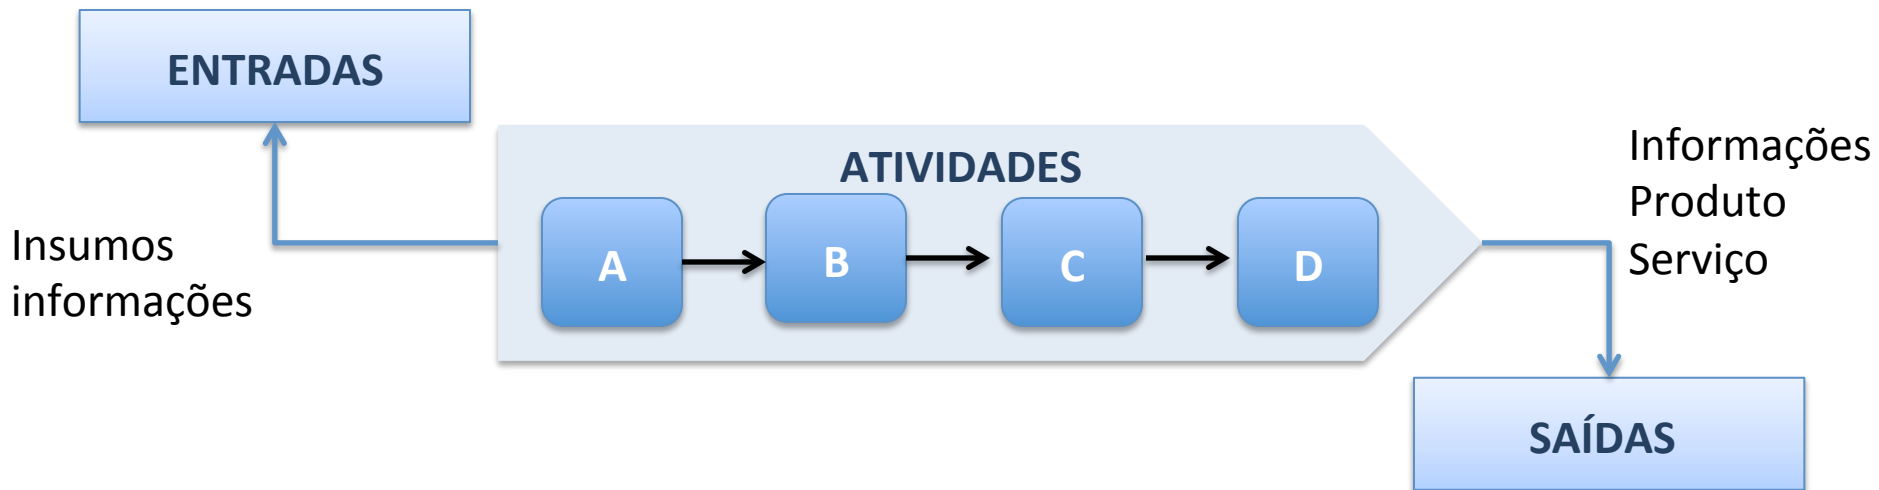 ENTRADAS
Insumos
informações
ATIVIDADES
A
B
C
D
Informações
Produto
Serviço
SAÍDAS